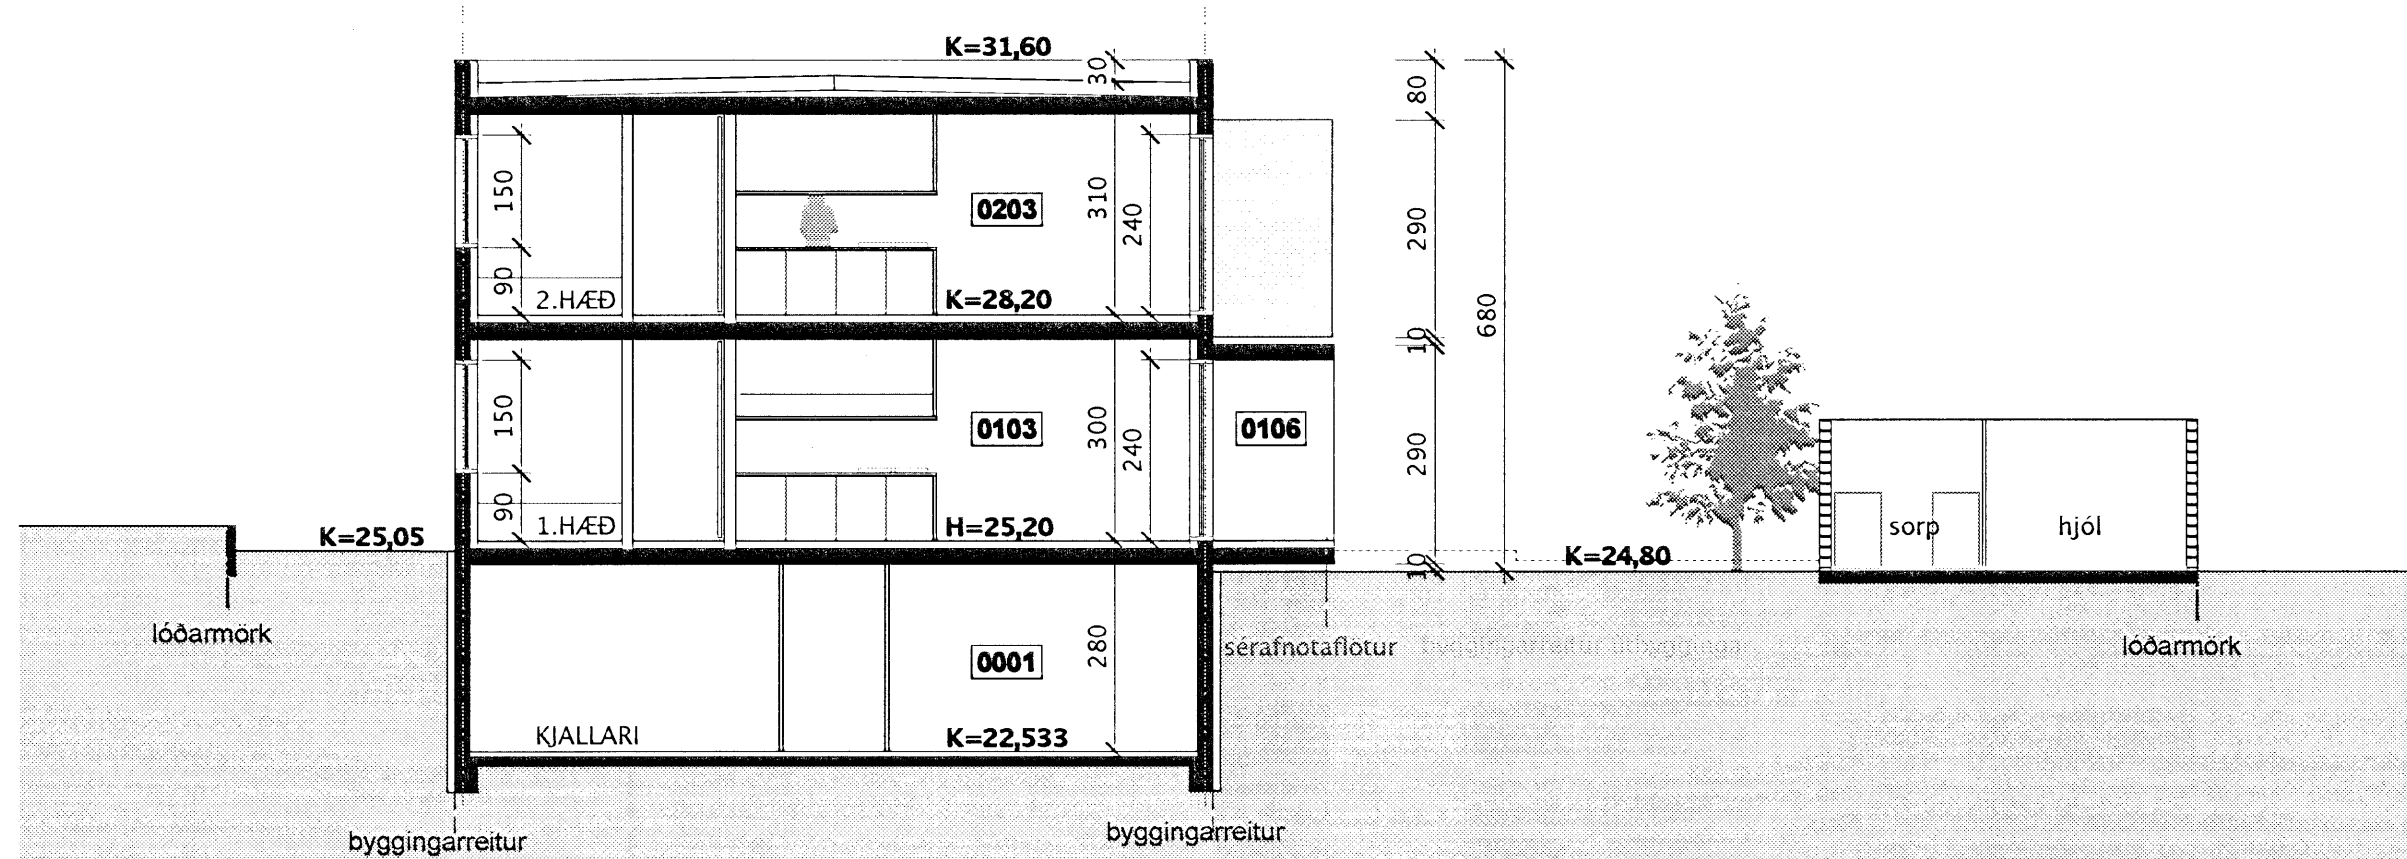 K=31,60
30
80
150
0203
310
240
290
90
2.HÆÐ
K=28,20
680
10
150
0103
300
240
0106
290
90
1.HÆÐ
H=25,20
K=25,05
sorp
hjól
K=24,80
10
lóðarmörk
280
0001
sérafnotaflötur
byggingarreitur útbygginga
lóðarmörk
KJALLARI
K=22,533
byggingarreitur
byggingarreitur